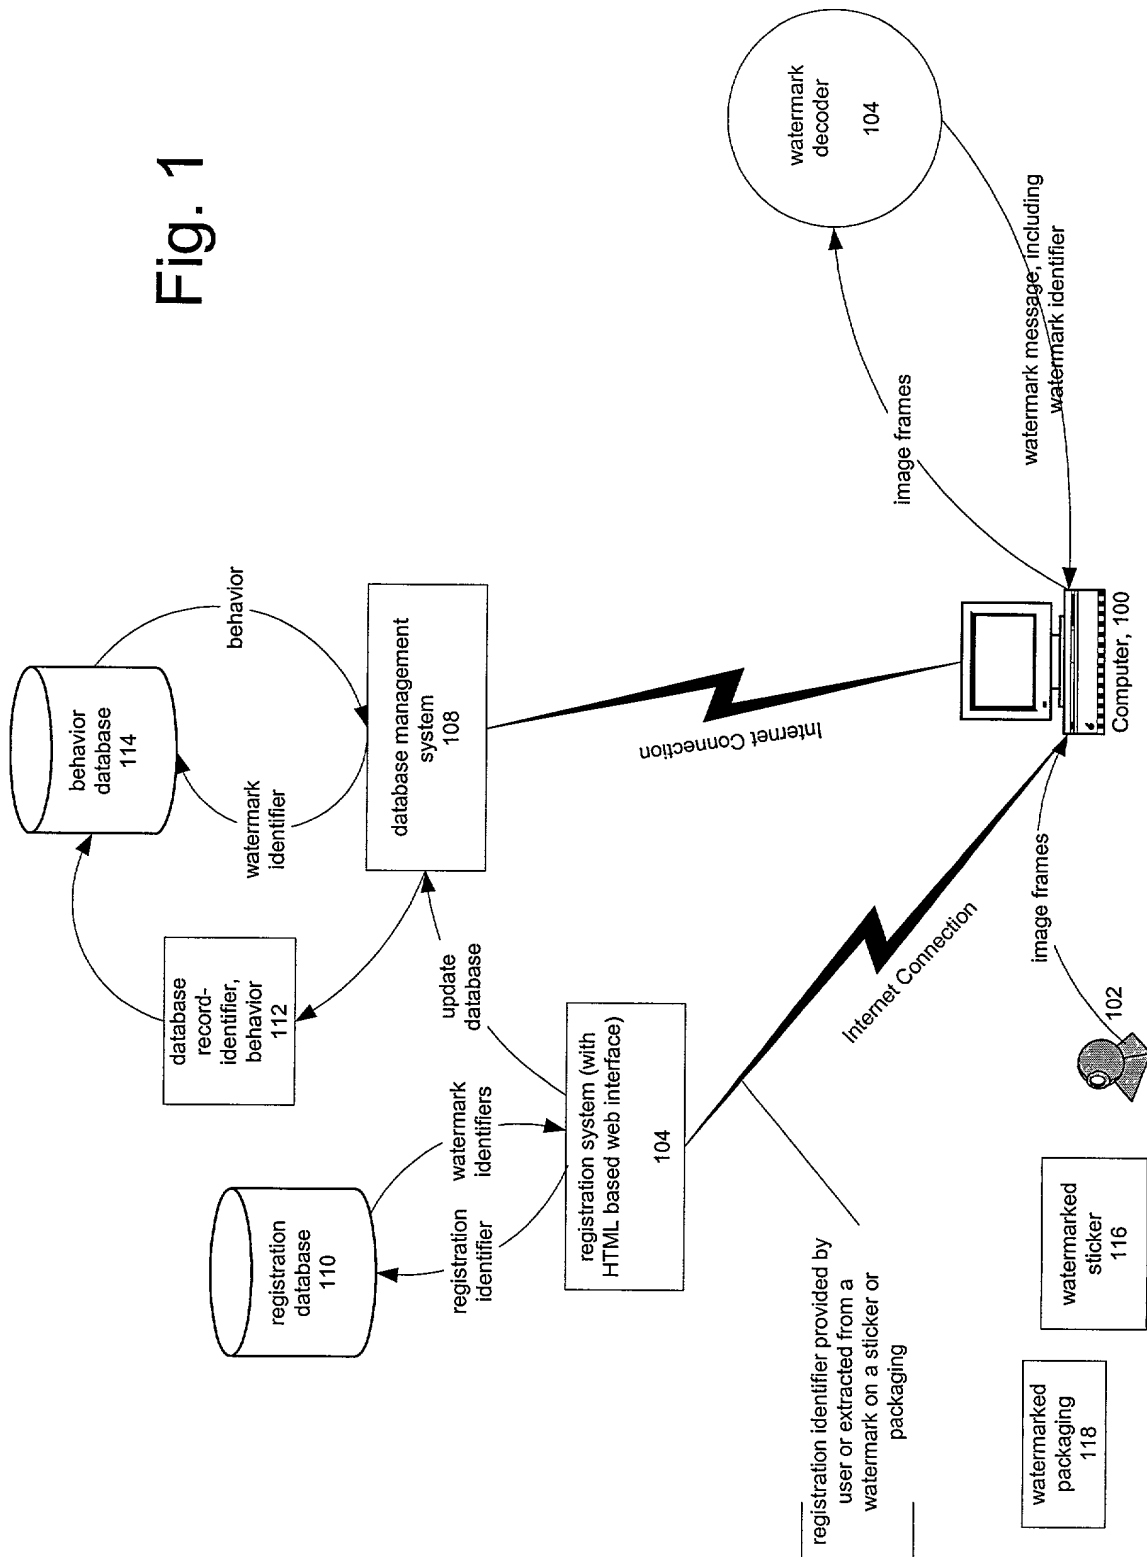 Fig. 1
registration
database
110
registration
identifier
watermark
identifiers
database
record-
identifier,
behavior
112
behavior
database
114
watermark
identifier
behavior
update
database
database management
system
108
registration system (with
HTML based web interface)
104
Internet Connection
Internet Connection
registration identifier provided by
user or extracted from a
watermark on a sticker or
packaging
watermarked
packaging
118
watermarked
sticker
116
102
image frames
Computer, 100
image frames
watermark message, including
watermark identifier
watermark
decoder
104